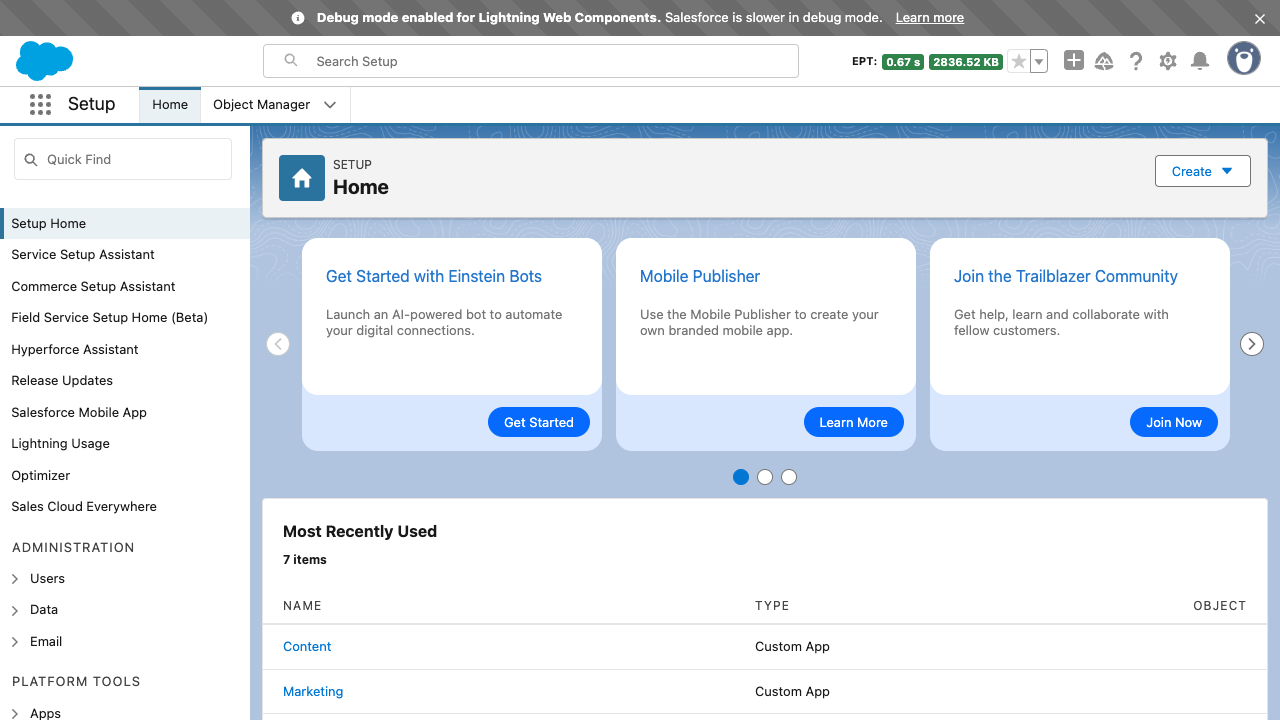 Debug mode enabled for Lightning Web Components. Salesforce is slower in debug mode. Learn more
Search Setup
EPT: 0.67 s 2836.52 KB
Setup
Home
Object Manager
Quick Find
Setup Home
Service Setup Assistant
Commerce Setup Assistant
Field Service Setup Home (Beta)
Hyperforce Assistant
Release Updates
Salesforce Mobile App
Lightning Usage
Optimizer
Sales Cloud Everywhere
ADMINISTRATION
Users
Data
Email
PLATFORM TOOLS
Apps
SETUP
Home
Create
Get Started with Einstein Bots
Launch an AI-powered bot to automate
your digital connections.
Get Started
Mobile Publisher
Use the Mobile Publisher to create your
own branded mobile app.
Learn More
Join the Trailblazer Community
Get help, learn and collaborate with
fellow customers.
Join Now
Most Recently Used
7 items
NAME TYPE OBJECT
Content Custom App
Marketing Custom App